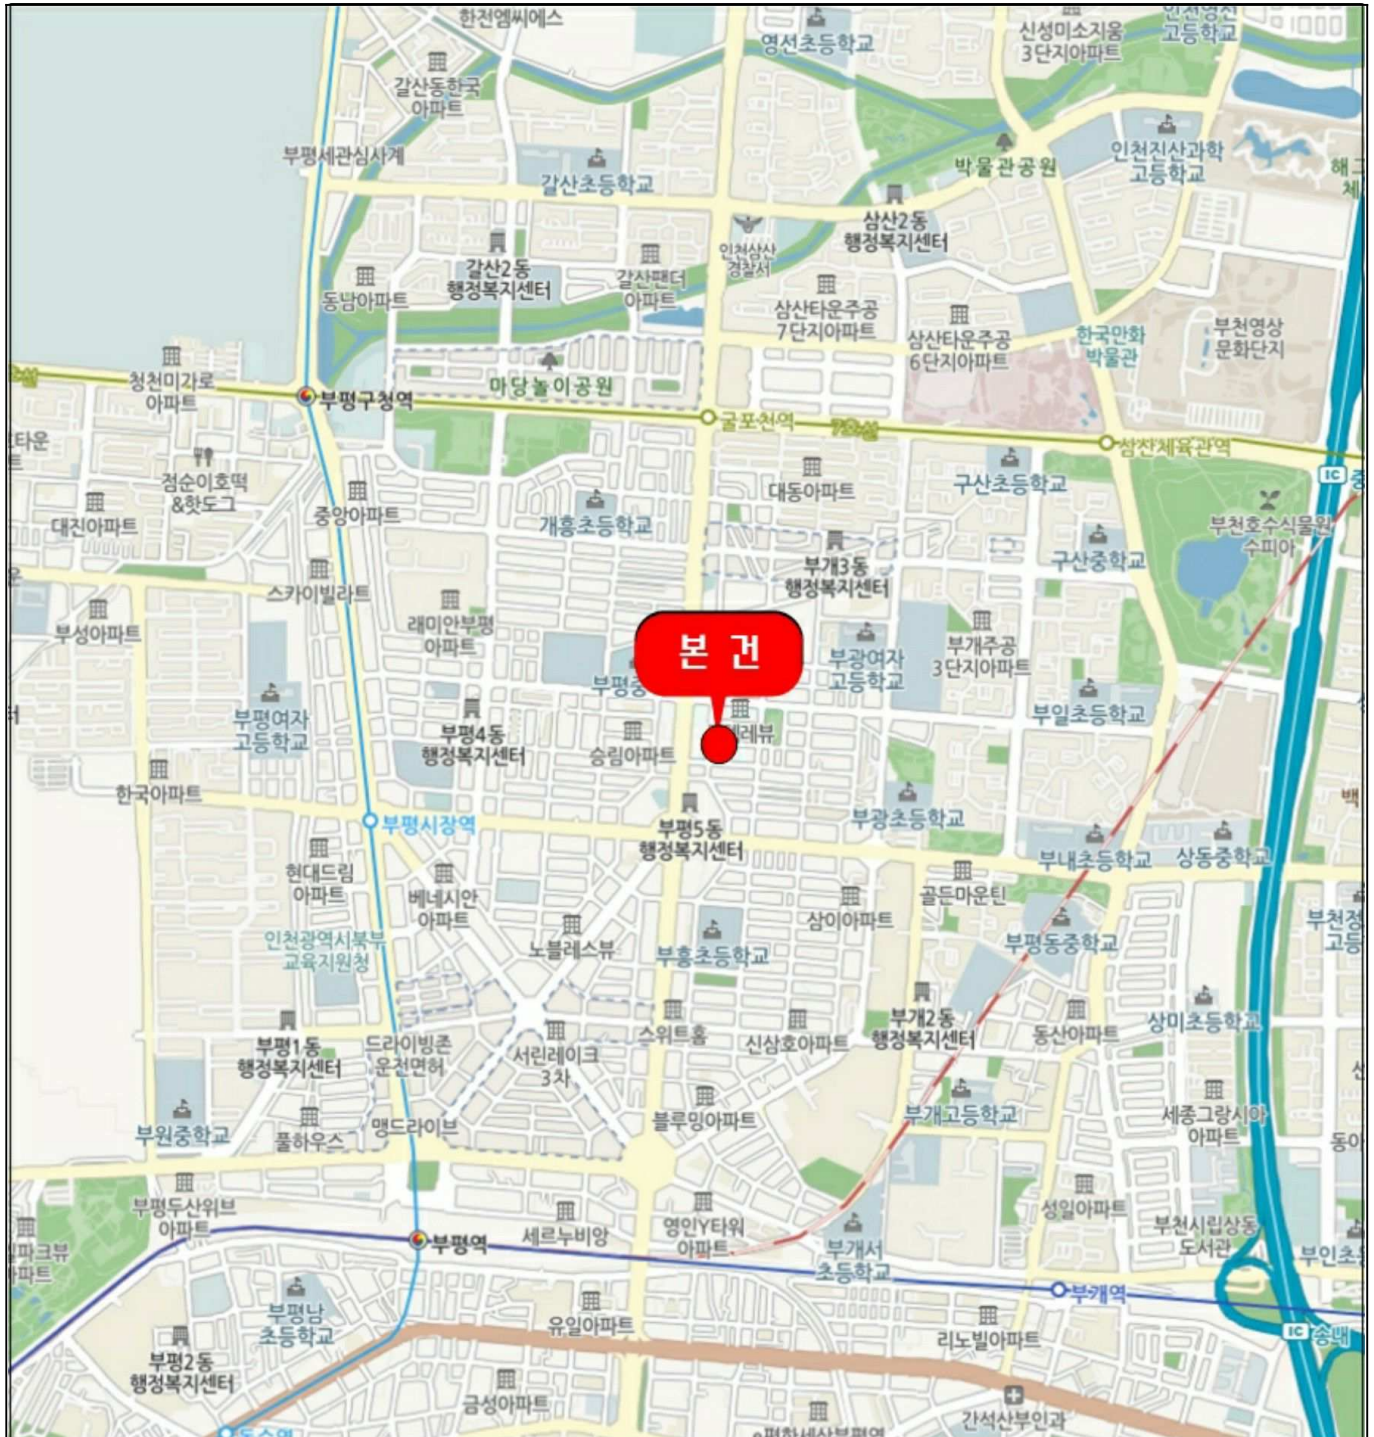 한전엠씨에스
영선초등학교
신성미소지움
3단지아파트
인천영선
고등학교
갈산동한국
아파트
부평세관심사계
갈산초등학교
박물관공원
인천진산과학
고등학교
삼산2동
행정복지센터
인천삼산
경찰서
갈산2동
행정복지센터
갈산팬더
아파트
동남아파트
삼산타운주공
7단지아파트
삼산타운주공
6단지아파트
한국만화
박물관
부천영상
문화단지
청천미가로
아파트
마당놀이공원
부평구청역
굴포천역
7호선
삼산체육관역
IC
점순이호떡
&핫도그
대진아파트
중앙아파트
개흥초등학교
대동아파트
구산초등학교
부천호수식물원
수피아
구산중학교
부개3동
행정복지센터
스카이빌라트
부성아파트
래미안부평
아파트
본 건
부광여자
고등학교
부개주공
3단지아파트
부평여자
고등학교
부평4동
행정복지센터
승림아파트
부일초등학교
한국아파트
부평시장역
부평5동
행정복지센터
부광초등학교
부내초등학교
상동중학교
현대드림
아파트
베네시안
아파트
골든마운틴
삼이아파트
인천광역시북부
교육지원청
노블레스뷰
부흥초등학교
부평동중학교
부평1동
행정복지센터
드라이빙존
운전면허
서린레이크
3차
스위트홈
신삼호아파트
부개2동
행정복지센터
동산아파트
상미초등학교
부원중학교
풀하우스
맹드라이브
블루밍아파트
부개고등학교
세종그랑시아
아파트
부평두산위브
아파트
부평역
세르누비앙
영인Y타워
아파트
부개서
초등학교
성일아파트
부천시립상동
도서관
부개역
부평남
초등학교
유일아파트
리노빌아파트
IC
송내
부평2동
행정복지센터
금성아파트
간석산부인과